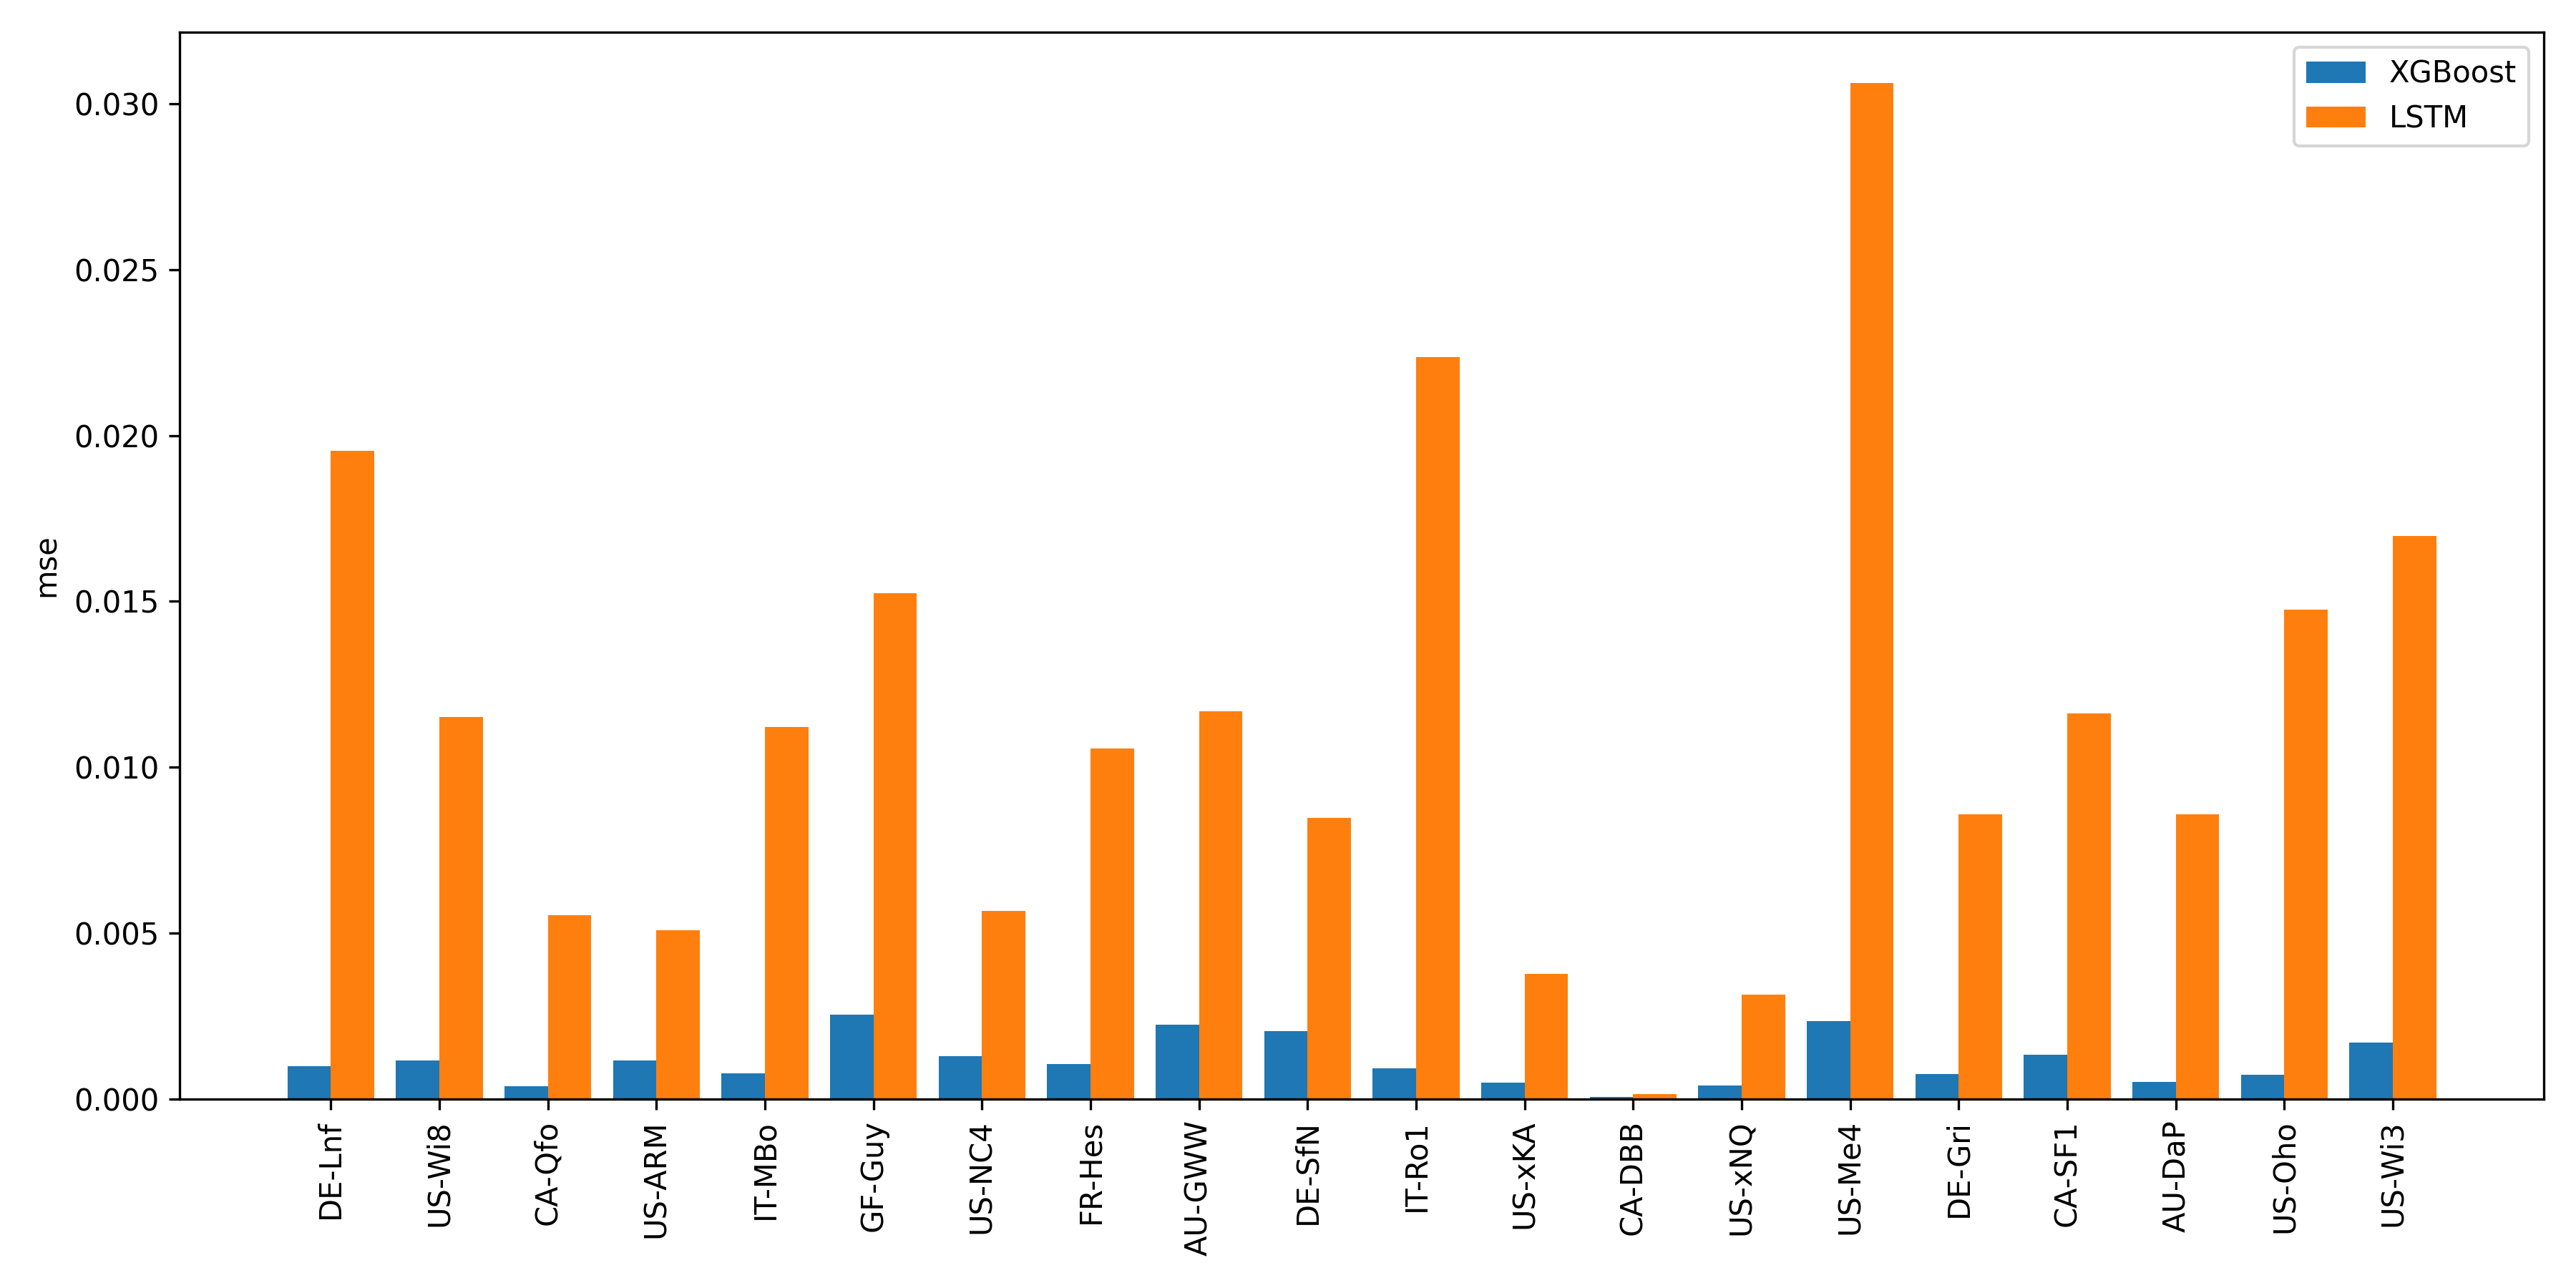 XGBoost
LSTM
mse
0.030
0.025
0.020
0.015
0.010
0.005
0.000
DE-Lnf
US-Wi8
CA-Qfo
US-ARM
IT-MBo
GF-Guy
US-NC4
FR-Hes
AU-GWW
DE-SfN
IT-Ro1
US-xKA
CA-DBB
US-xNQ
US-Me4
DE-Gri
CA-SF1
AU-DaP
US-Oho
US-Wi3